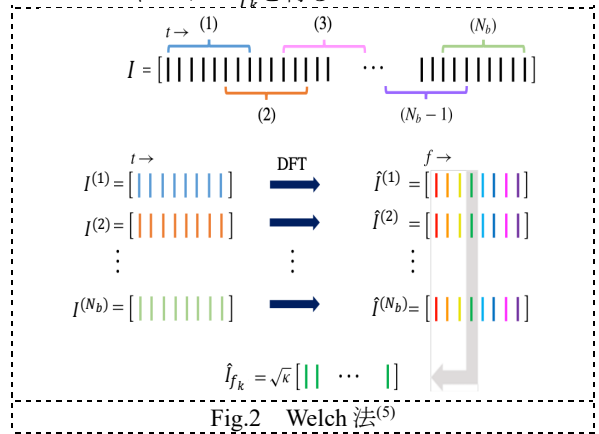 t→ (1) (3) (N_b)
I = [ ··· ]
(2) (N_b − 1)
t→ DFT f→
I^(1) = [ ] Î^(1) = [ ]
I^(2) = [ ] Î^(2) = [ ]
⋮ ⋮ ⋮
I^(N_b) = [ ] Î^(N_b) = [ ]
Î_{f_k} = √κ [ ··· ]
Fig.2 Welch 法(5)